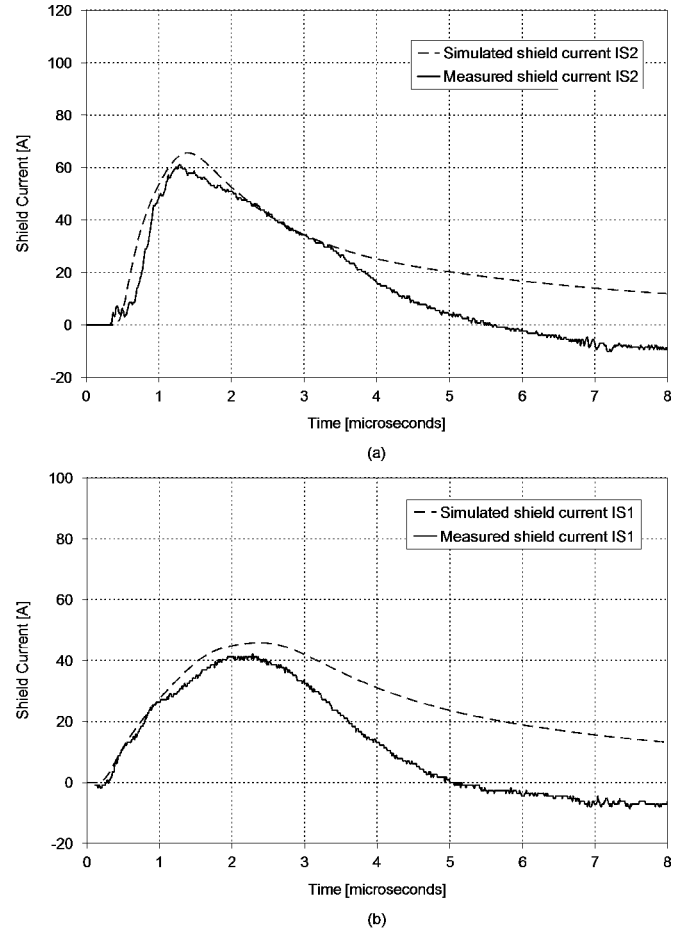 120
100
80
60
40
20
0
-20
Shield Current [A]
Simulated shield current IS2
Measured shield current IS2
0 1 2 3 4 5 6 7 8
Time [microseconds]
(a)
100
80
60
40
20
0
-20
Shield Current [A]
Simulated shield current IS1
Measured shield current IS1
0 1 2 3 4 5 6 7 8
Time [microseconds]
(b)